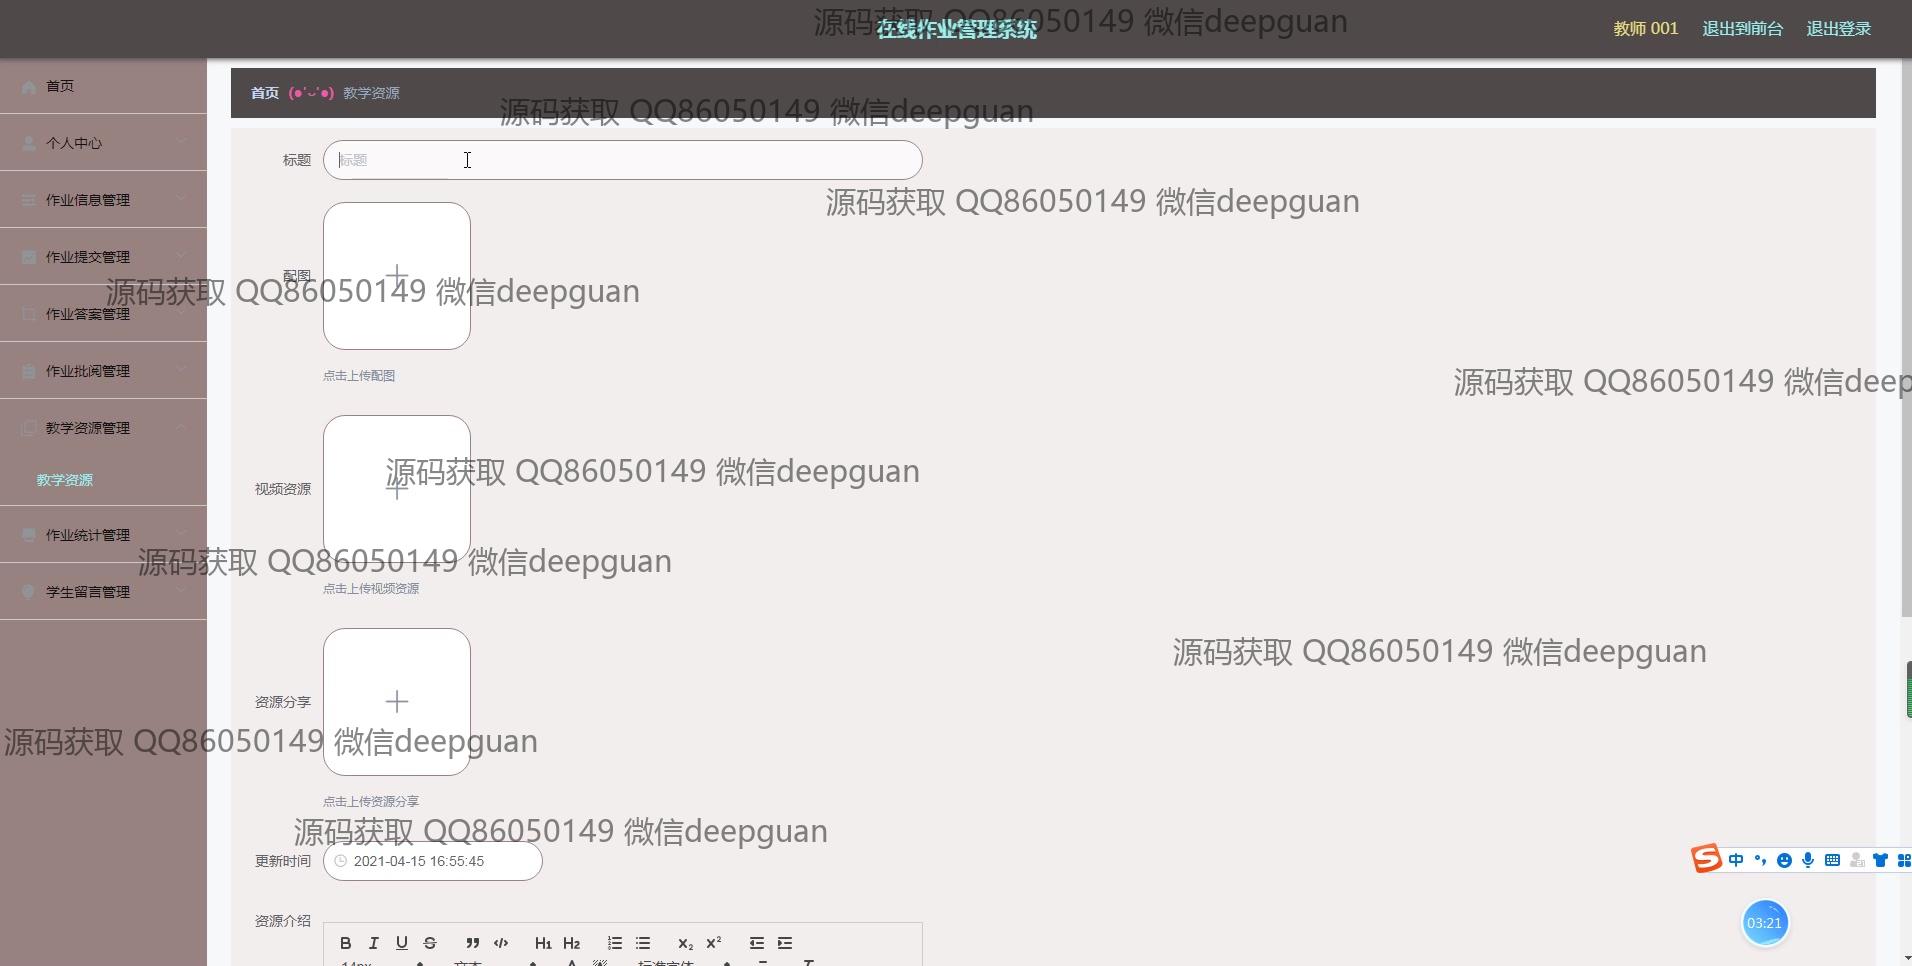 在线作业管理系统
源码获取 QQ86050149 微信deepguan
教师 001 退出到前台 退出登录
首页
个人中心
作业信息管理
作业提交管理
作业答案管理
作业批阅管理
教学资源管理
教学资源
作业统计管理
学生留言管理
首页 (●'◡'●) 教学资源
源码获取 QQ86050149 微信deepguan
标题 标题
源码获取 QQ86050149 微信deepguan
配图
源码获取 QQ86050149 微信deepguan
点击上传配图
源码获取 QQ86050149 微信deep
源码获取 QQ86050149 微信deepguan
视频资源
源码获取 QQ86050149 微信deepguan
点击上传视频资源
源码获取 QQ86050149 微信deepguan
资源分享
源码获取 QQ86050149 微信deepguan
点击上传资源分享
源码获取 QQ86050149 微信deepguan
更新时间 2021-04-15 16:55:45
中
03:21
资源介绍
B I U S H1 H2 x2 x2
14px 文本 标准字体